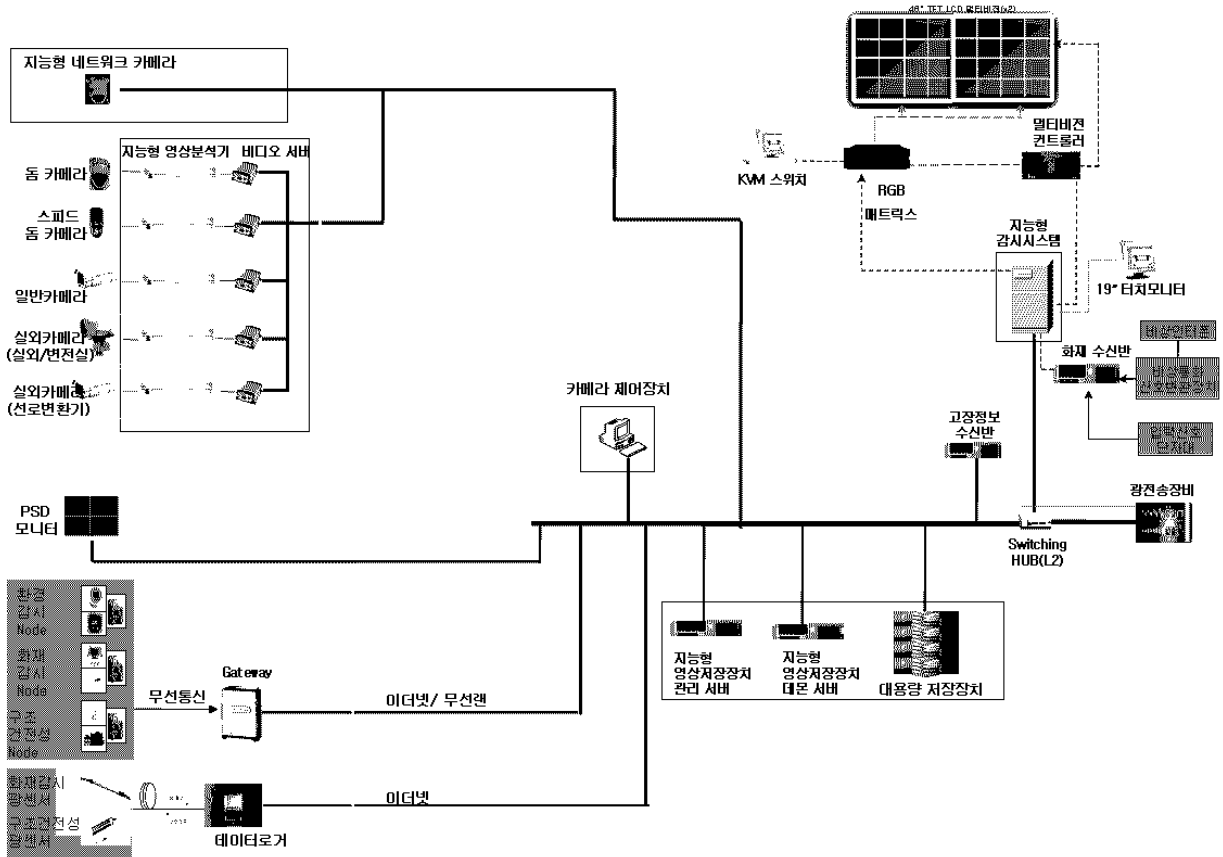 46" TFT LCD 멀티비젼(x2)
지능형 네트워크 카메라
멀티비젼
컨트롤러
지능형 영상분석기 비디오 서버
돔 카메라
KVM 스위치
RGB
매트릭스
스피드
돔 카메라
지능형
감시시스템
일반카메라
19" 터치모니터
실외카메라
(실외/변전실)
화재 수신반
실외카메라
(선로변환기)
카메라 제어장치
고장정보
수신반
PSD
모니터
광전송장비
Switching
HUB(L2)
환경
감시
Node
화재
감시
Node
지능형
영상저장장치
관리 서버
지능형
영상저장장치
데몬 서버
대용량 저장장치
Gateway
무선통신
이더넷/ 무선랜
구조
건전성
Node
화재감시
광센서
이더넷
구조건전성
광센서
데이터로거